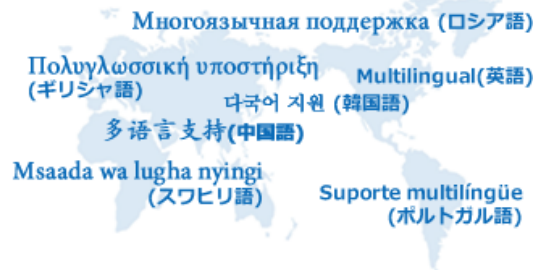 Многоязычная поддержка (ロシア語)
Πολυγλωσσική υποστήριξη
(ギリシャ語)
Multilingual(英語)
다국어 지원 (韓国語)
多语言支持(中国語)
Msaada wa lugha nyingi
(スワヒリ語)
Suporte multilíngüe
(ポルトガル語)